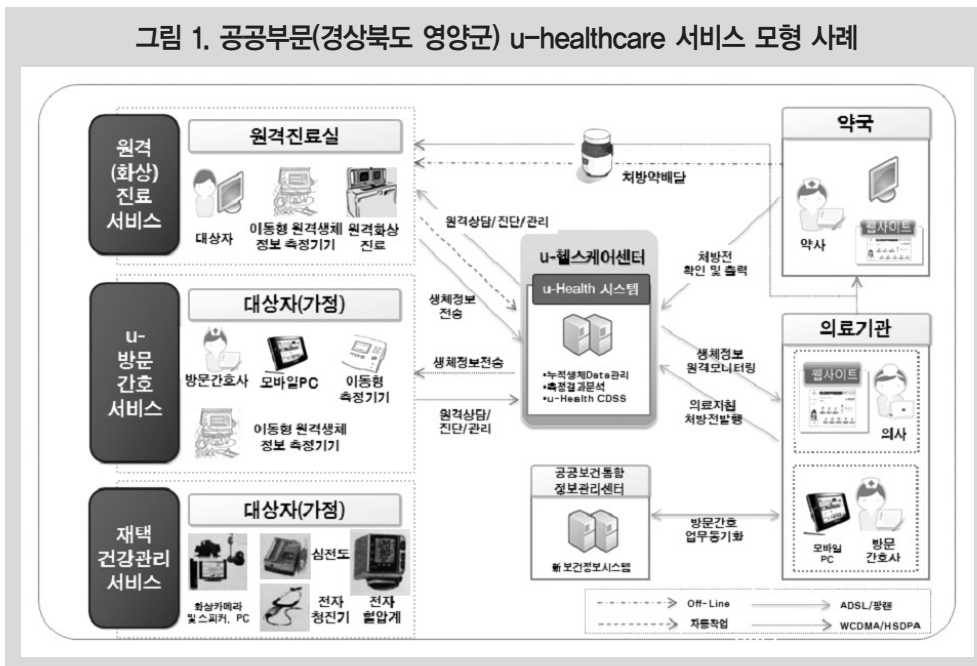 그림 1. 공공부문(경상북도 영양군) u-healthcare 서비스 모형 사례
원격
(화상)
진료
서비스
원격진료실
대상자
이동형 원격생체
정보 측정기기
원격화상
진료
처방약배달
약국
약사
웹사이트
원격상담/진단/관리
생체정보
전송
u-헬스케어센터
u-Health 시스템
•누적생체Data관리
•측정결과분석
•u-Health CDSS
처방전
확인 및 출력
u-
방문
간호
서비스
대상자(가정)
방문간호사
모바일PC
이동형
측정기기
이동형 원격생체
정보 측정기기
생체정보전송
원격상담/
진단/관리
생체정보
원격모니터링
의료지침
처방전발행
의료기관
웹사이트
의사
모바일
PC
방문
간호사
재택
건강관리
서비스
대상자(가정)
화상카메라
및스피커, PC
심전도
전자
청진기
전자
혈압계
공공보건통합
정보관리센터
新보건정보시스템
방문간호
업무동기화
Off-Line
ADSL/광랜
자동작업
WCDMA/HSDPA